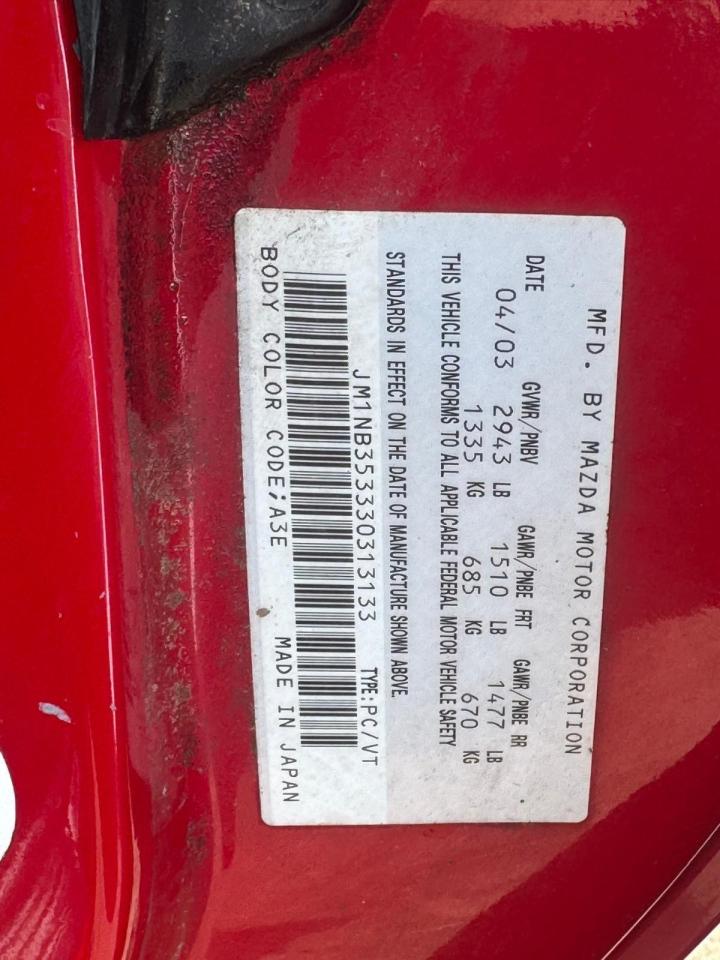 MFD. BY MAZDA MOTOR CORPORATION
DATE GVWR/PNBV GAWR/PNBE FRT GAWR/PNBE RR
04/03 2943 LB 1510 LB 1477 LB
1335 KG 685 KG 670 KG
THIS VEHICLE CONFORMS TO ALL APPLICABLE FEDERAL MOTOR VEHICLE SAFETY
STANDARDS IN EFFECT ON THE DATE OF MANUFACTURE SHOWN ABOVE
JM1NB353330313133 TYPE:PC/VT
BODY COLOR CODE;A3E MADE IN JAPAN